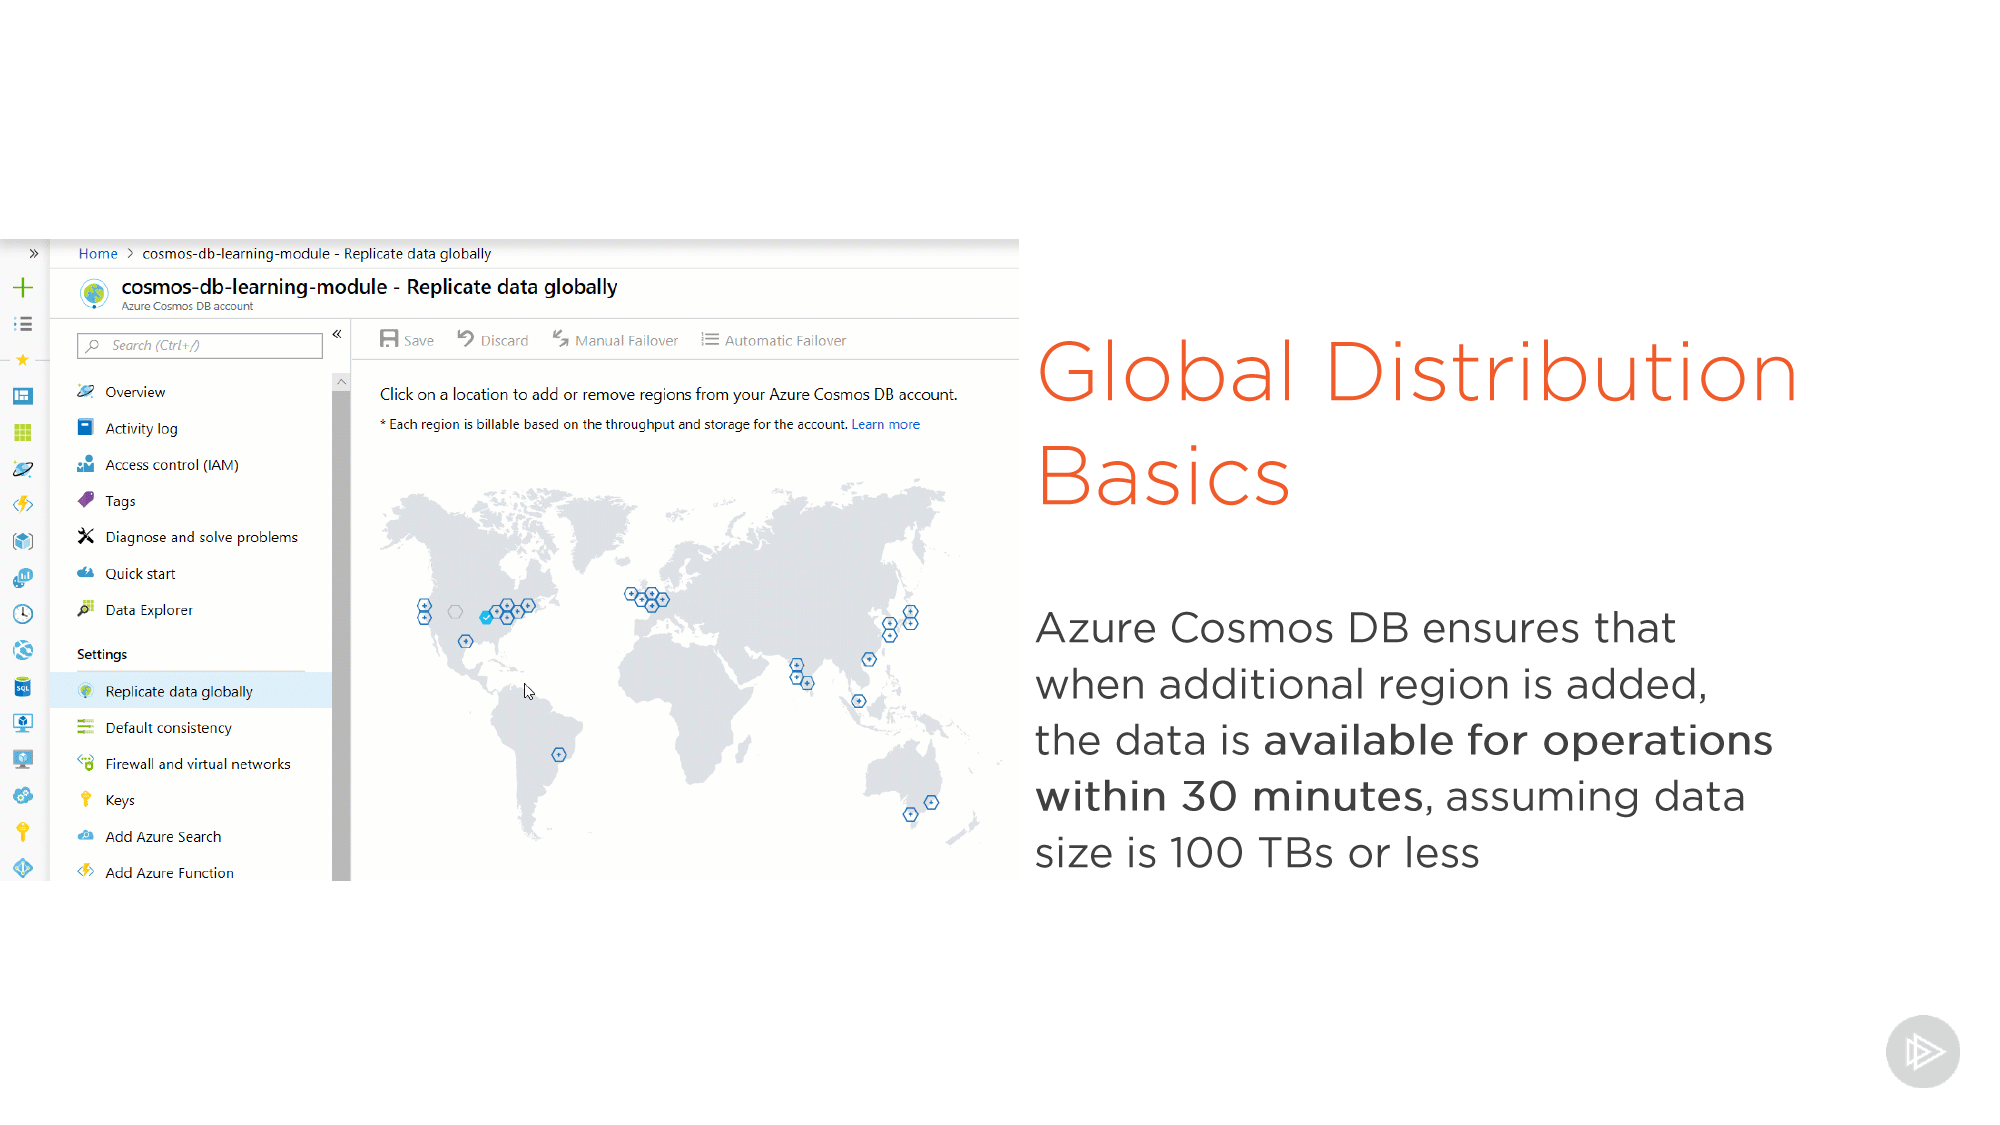 Home > cosmos-db-learning-module - Replicate data globally
cosmos-db-learning-module - Replicate data globally
Azure Cosmos DB account
Search (Ctrl+/)
Overview
Activity log
Access control (IAM)
Tags
Diagnose and solve problems
Quick start
Data Explorer
Settings
Replicate data globally
Default consistency
Firewall and virtual networks
Keys
Add Azure Search
Add Azure Function
Save Discard Manual Failover Automatic Failover
Click on a location to add or remove regions from your Azure Cosmos DB account.
* Each region is billable based on the throughput and storage for the account. Learn more
SQL
Global Distribution
Basics
Azure Cosmos DB ensures that
when additional region is added,
the data is available for operations
within 30 minutes, assuming data
size is 100 TBs or less